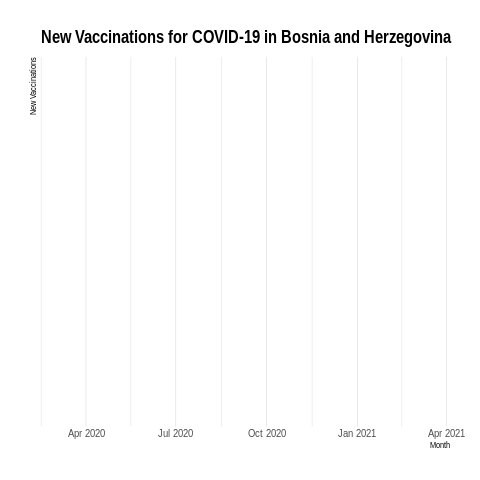 New Vaccinations for COVID-19 in Bosnia and Herzegovina
New Vaccinations
Apr 2020 Jul 2020 Oct 2020 Jan 2021 Apr 2021
Month